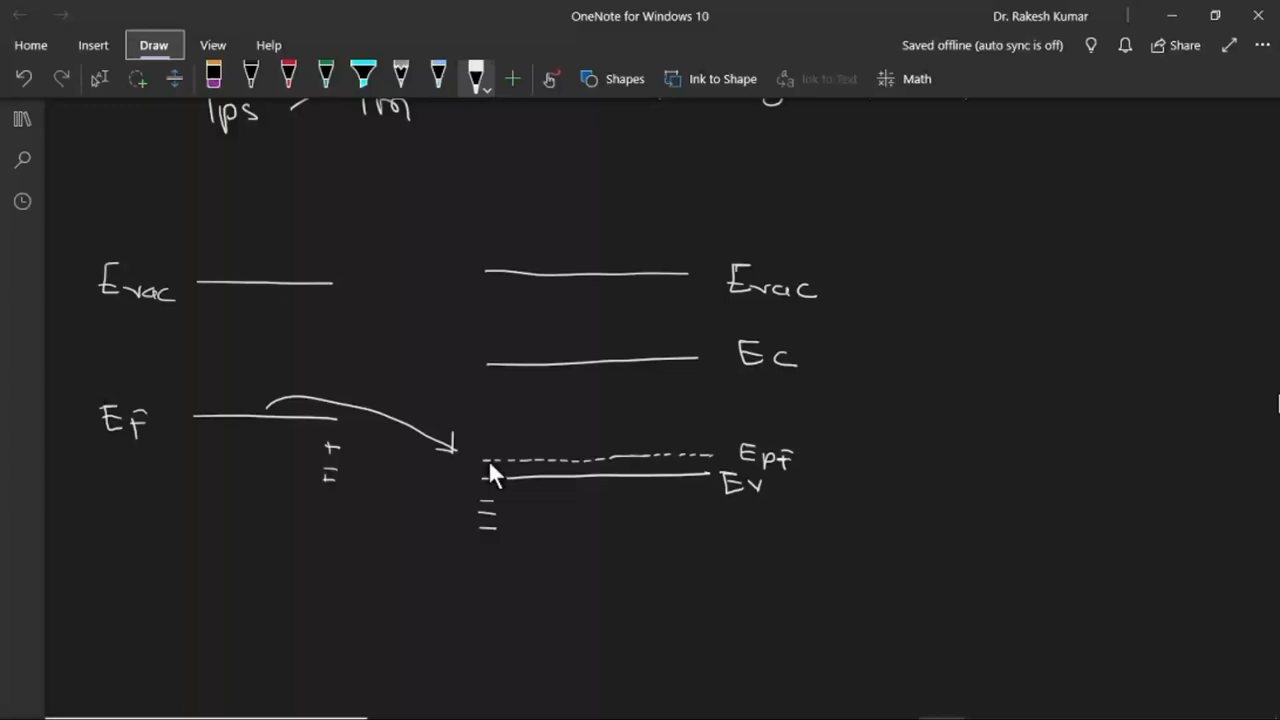 OneNote for Windows 10
Dr. Rakesh Kumar
Home Insert Draw View Help
Saved offline (auto sync is off)
Share
Shapes
Ink to Shape
Ink to Text
Math
Evac
Evac
Ec
EF
EPF
Ev